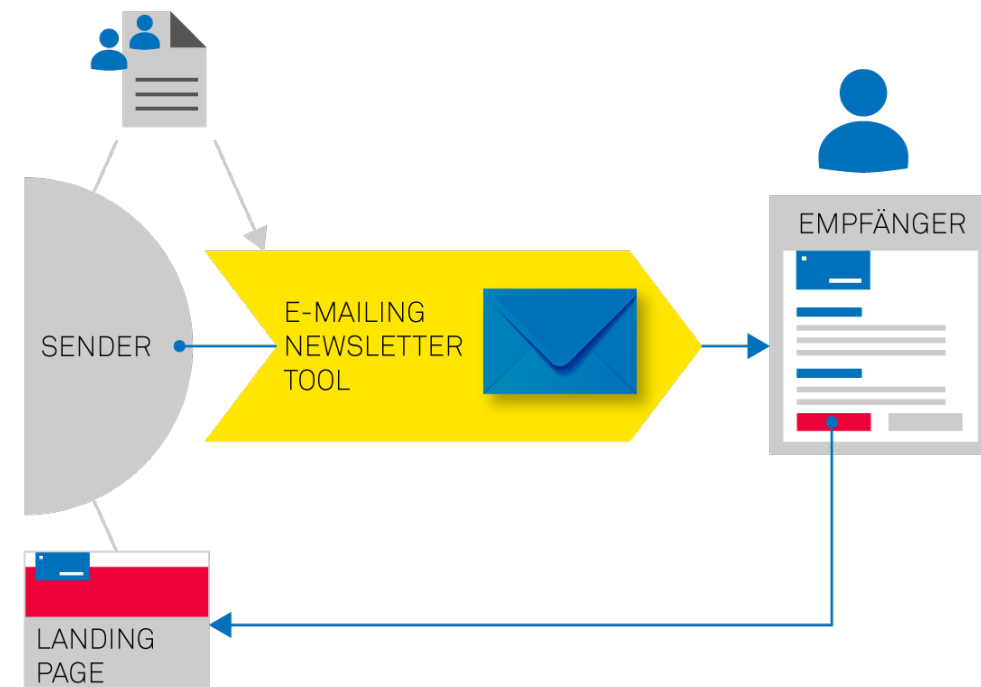 EMPFÄNGER
SENDER
E-MAILING
NEWSLETTER
TOOL
LANDING
PAGE